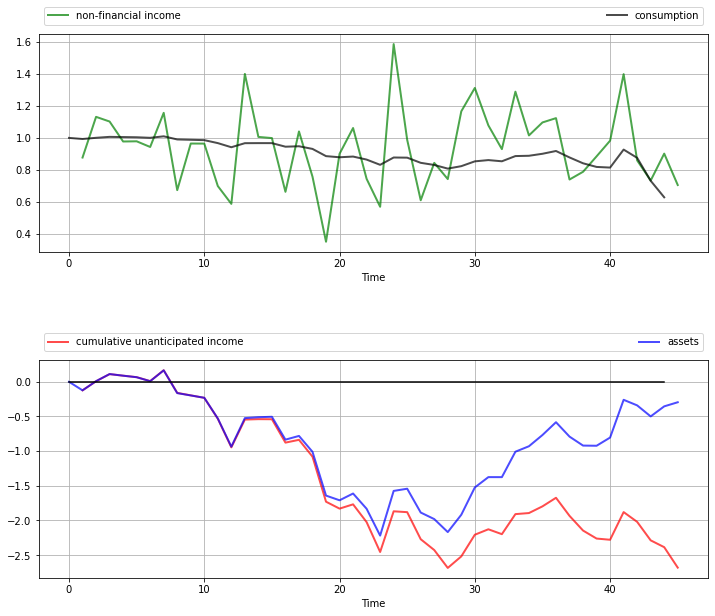 non-financial income consumption
1.6
1.4
1.2
1.0
0.8
0.6
0.4
0 10 20 30 40
Time
cumulative unanticipated income assets
0.0
−0.5
−1.0
−1.5
−2.0
−2.5
0 10 20 30 40
Time